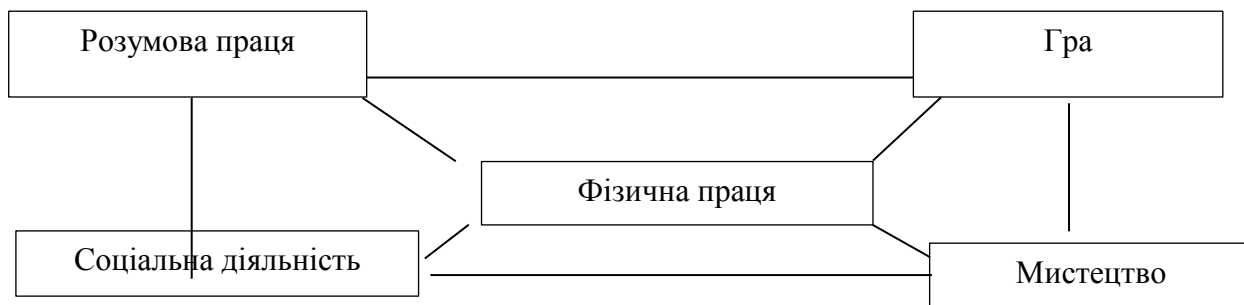 Розумова праця
Гра
Фізична праця
Соціальна діяльність
Мистецтво